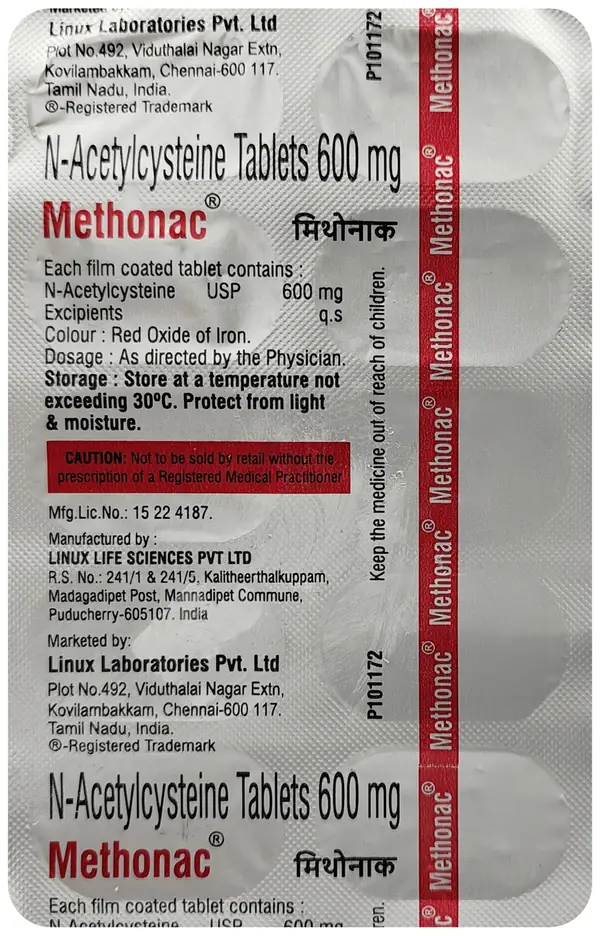 Linux Laboratories Pvt. Ltd
Plot No.492, Viduthalai Nagar Extn,
Kovilambakkam, Chennai-600 117.
Tamil Nadu, India.
®-Registered Trademark
P101172
N-Acetylcysteine Tablets 600 mg
Methonac®
मिथोनाक
Each film coated tablet contains :
N-Acetylcysteine USP 600 mg
Excipients q.s
Colour : Red Oxide of Iron.
Dosage : As directed by the Physician.
Storage : Store at a temperature not
exceeding 30ºC. Protect from light
& moisture.
CAUTION: Not to be sold by retail without the
prescription of a Registered Medical Practitioner
Mfg.Lic.No.: 15 22 4187.
Manufactured by :
LINUX LIFE SCIENCES PVT LTD
R.S. No.: 241/1 & 241/5, Kalitheerthalkuppam,
Madagadipet Post, Mannadipet Commune,
Puducherry-605107. India
Marketed by:
Linux Laboratories Pvt. Ltd
Plot No.492, Viduthalai Nagar Extn,
Kovilambakkam, Chennai-600 117.
Tamil Nadu, India.
®-Registered Trademark
Keep the medicine out of reach of children.
P101172
N-Acetylcysteine Tablets 600 mg
Methonac®
मिथोनाक
Each film coated tablet contains :
Methonac
Methonac®
Methonac®
Methonac®
Methonac®
Methonac®
Methonac®